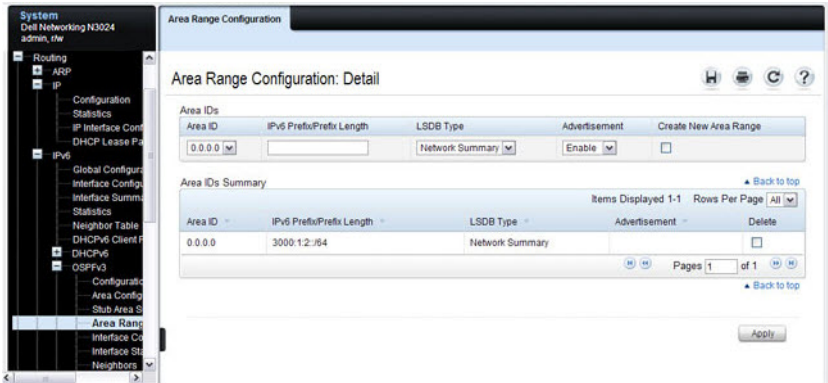 System
Dell Networking N3024
admin, r/w
Routing
ARP
IP
Configuration
Statistics
IP Interface Conf
DHCP Lease Pa
IPv6
Global Configura
Interface Configu
Interface Summa
Statistics
Neighbor Table
DHCPv6 Client F
DHCPv6
OSPFv3
Configuratio
Area Config
Stub Area S
Area Rang
Interface Co
Interface Sta
Neighbors
Area Range Configuration
Area Range Configuration: Detail
Area IDs
Area ID IPv6 Prefix/Prefix Length LSDB Type Advertisement Create New Area Range
0.0.0.0 Network Summary Enable
Area IDs Summary Back to top
Items Displayed 1-1 Rows Per Page All
Area ID IPv6 Prefix/Prefix Length LSDB Type Advertisement Delete
0.0.0.0 3000:1:2::/64 Network Summary
Pages 1 of 1
Back to top
Apply